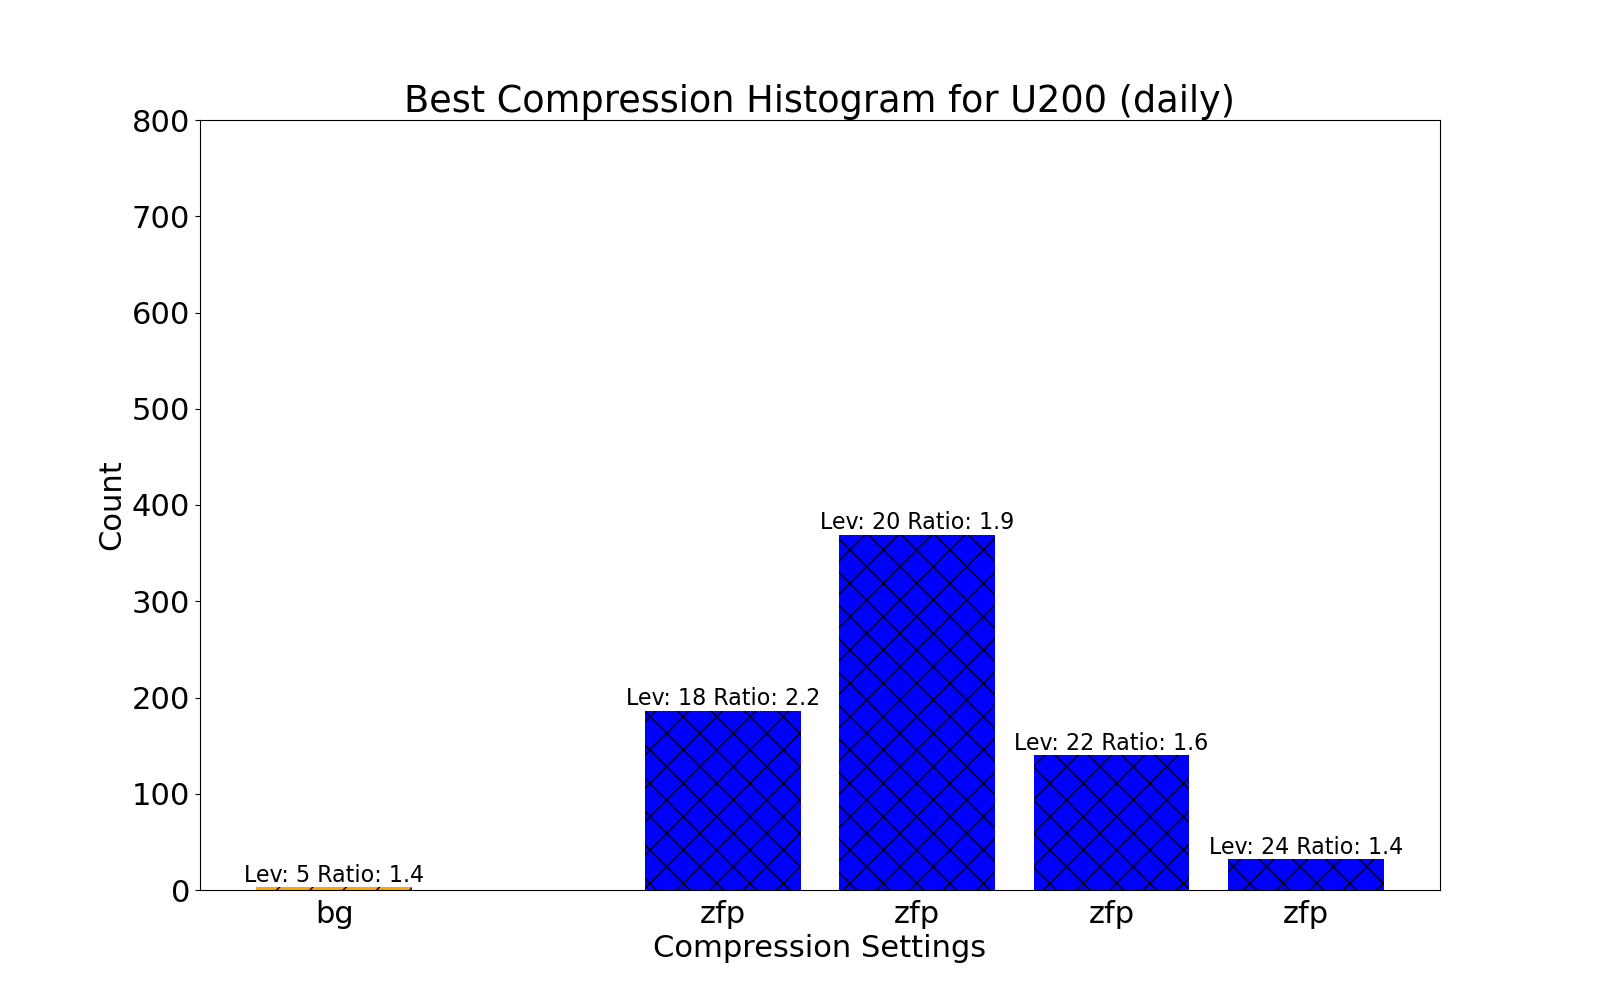 Best Compression Histogram for U200 (daily)
800
700
600
500
400
300
200
100
0
Count
Lev: 5 Ratio: 1.4
Lev: 18 Ratio: 2.2
Lev: 20 Ratio: 1.9
Lev: 22 Ratio: 1.6
Lev: 24 Ratio: 1.4
bg zfp zfp zfp zfp
Compression Settings